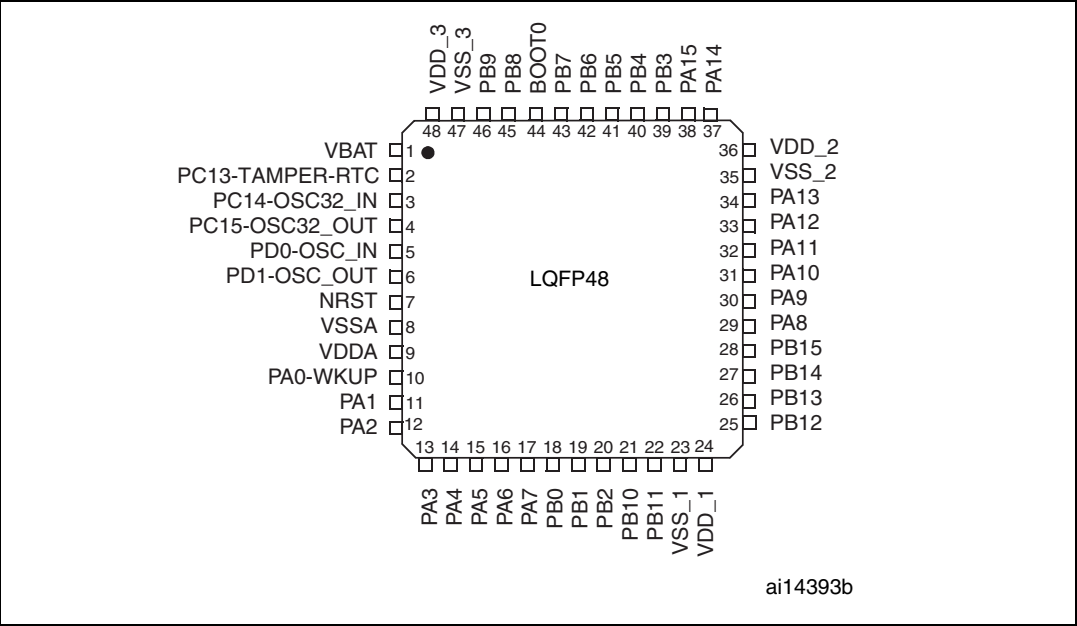 VDD_3
VSS_3
PB9
PB8
BOOT0
PB7
PB6
PB5
PB4
PB3
PA15
PA14
48 47 46 45 44 43 42 41 40 39 38 37
VBAT 1
PC13-TAMPER-RTC 2
PC14-OSC32_IN 3
PC15-OSC32_OUT 4
PD0-OSC_IN 5
PD1-OSC_OUT 6
NRST 7
VSSA 8
VDDA 9
PA0-WKUP 10
PA1 11
PA2 12
LQFP48
36 VDD_2
35 VSS_2
34 PA13
33 PA12
32 PA11
31 PA10
30 PA9
29 PA8
28 PB15
27 PB14
26 PB13
25 PB12
13 14 15 16 17 18 19 20 21 22 23 24
PA3
PA4
PA5
PA6
PA7
PB0
PB1
PB2
PB10
PB11
VSS_1
VDD_1
ai14393b